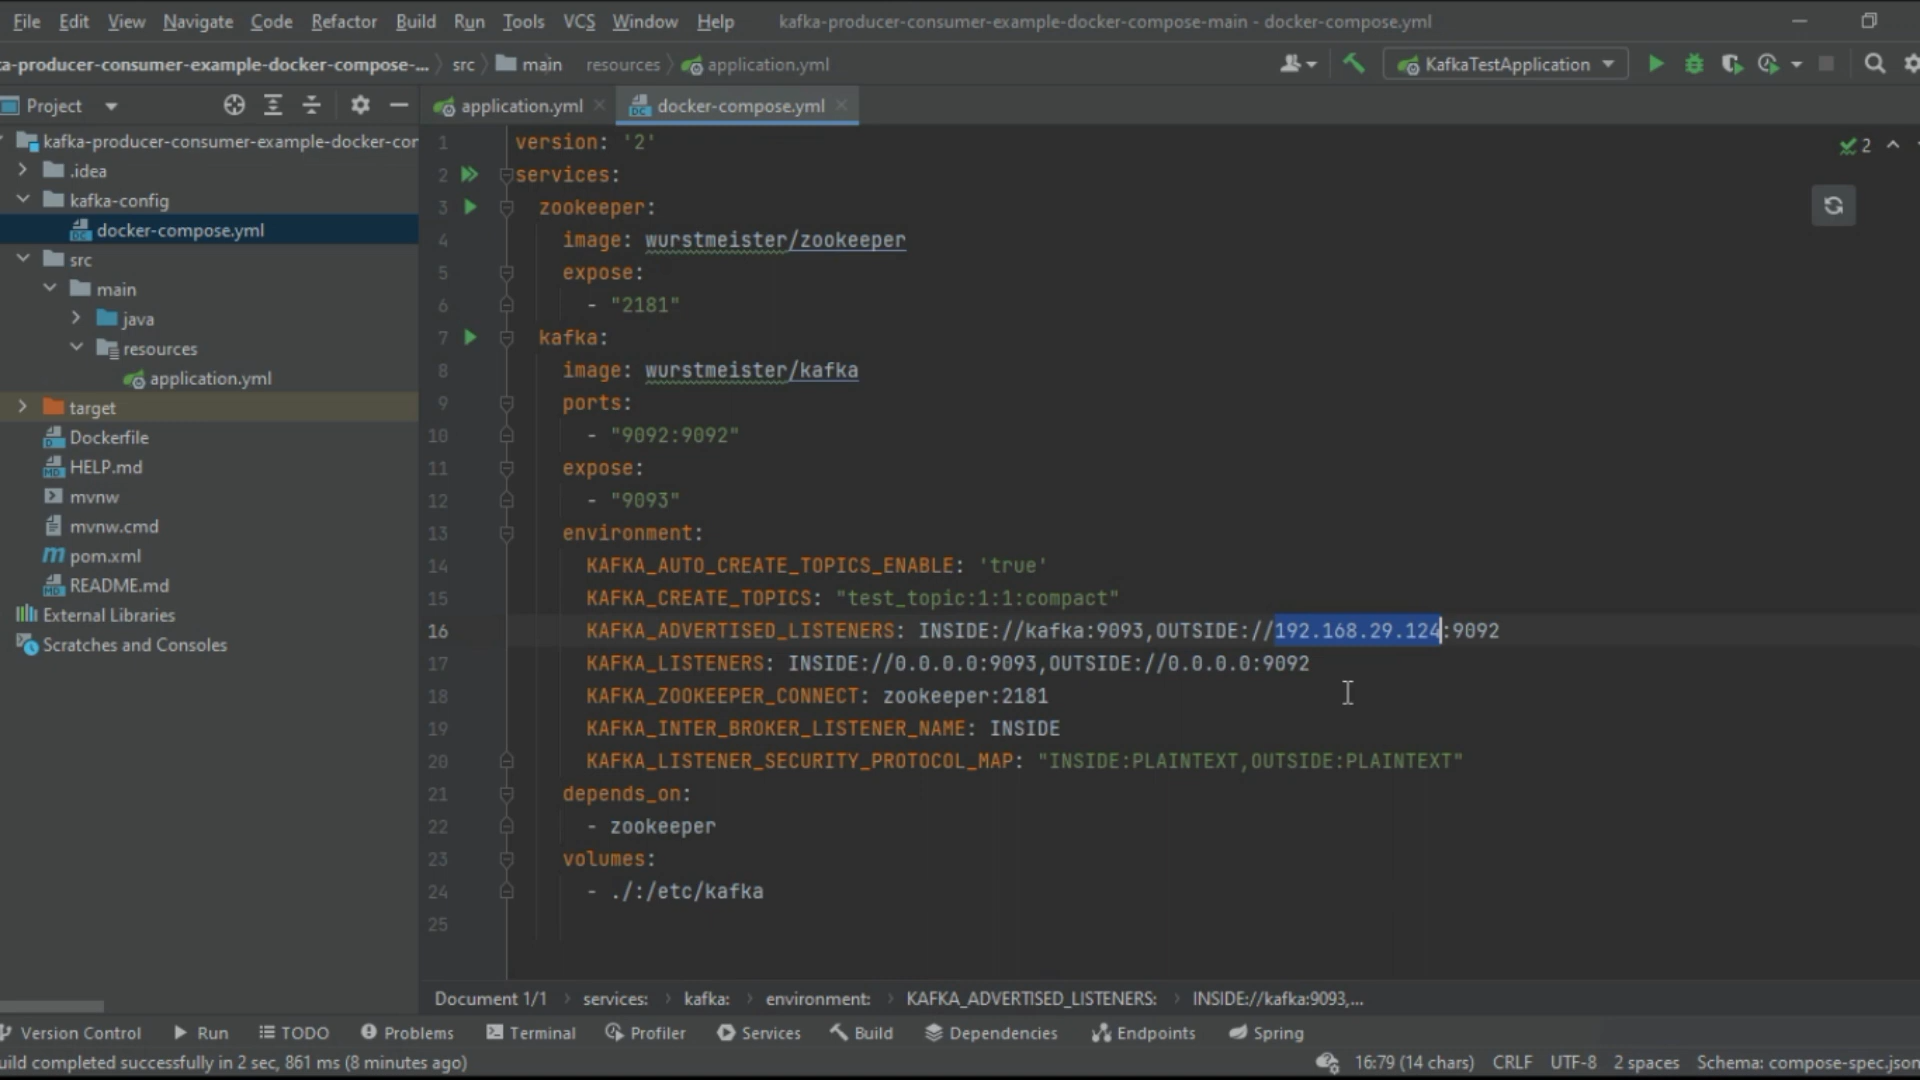 File Edit View Navigate Code Refactor Build Run Tools VCS Window Help kafka-producer-consumer-example-docker-compose-main - docker-compose.yml
a-producer-consumer-example-docker-compose-... src main resources application.yml KafkaTestApplication
Project application.yml docker-compose.yml
kafka-producer-consumer-example-docker-cor
.idea
kafka-config
docker-compose.yml
src
main
java
resources
application.yml
target
Dockerfile
HELP.md
mvnw
mvnw.cmd
pom.xml
README.md
External Libraries
Scratches and Consoles
1 version: '2'
2 services:
3 zookeeper:
4 image: wurstmeister/zookeeper
5 expose:
6 - "2181"
7 kafka:
8 image: wurstmeister/kafka
9 ports:
10 - "9092:9092"
11 expose:
12 - "9093"
13 environment:
14 KAFKA_AUTO_CREATE_TOPICS_ENABLE: 'true'
15 KAFKA_CREATE_TOPICS: "test_topic:1:1:compact"
16 KAFKA_ADVERTISED_LISTENERS: INSIDE://kafka:9093,OUTSIDE://192.168.29.124:9092
17 KAFKA_LISTENERS: INSIDE://0.0.0.0:9093,OUTSIDE://0.0.0.0:9092
18 KAFKA_ZOOKEEPER_CONNECT: zookeeper:2181
19 KAFKA_INTER_BROKER_LISTENER_NAME: INSIDE
20 KAFKA_LISTENER_SECURITY_PROTOCOL_MAP: "INSIDE:PLAINTEXT,OUTSIDE:PLAINTEXT"
21 depends_on:
22 - zookeeper
23 volumes:
24 - ./:/etc/kafka
25
2
Document 1/1 services: kafka: environment: KAFKA_ADVERTISED_LISTENERS: INSIDE://kafka:9093,...
Version Control Run TODO Problems Terminal Profiler Services Build Dependencies Endpoints Spring
uild completed successfully in 2 sec, 861 ms (8 minutes ago) 16:79 (14 chars) CRLF UTF-8 2 spaces Schema: compose-spec.json